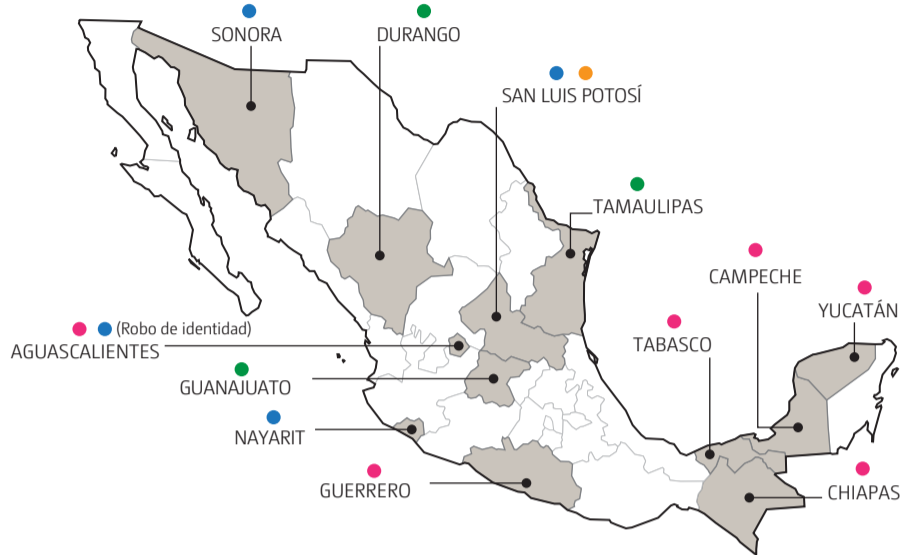 SONORA
DURANGO
SAN LUIS POTOSÍ
TAMAULIPAS
CAMPECHE
YUCATÁN
TABASCO
(Robo de identidad)
AGUASCALIENTES
GUANAJUATO
NAYARIT
GUERRERO
CHIAPAS